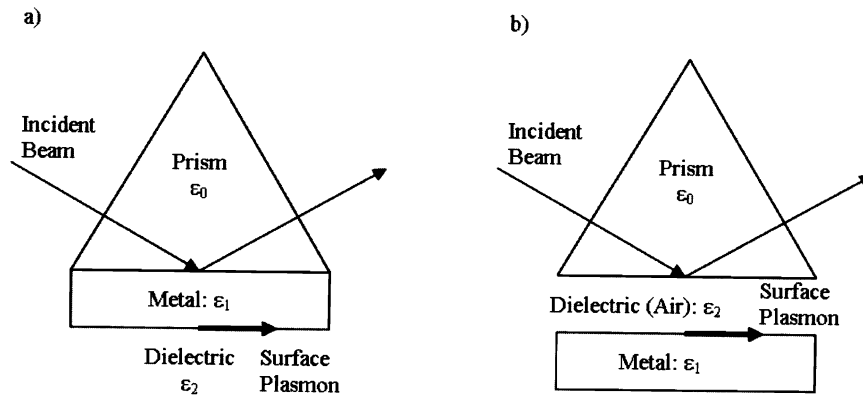 a)
Incident
Beam
Prism
ε₀
Metal: ε₁
Dielectric
ε₂
Surface
Plasmon
b)
Incident
Beam
Prism
ε₀
Dielectric (Air): ε₂
Surface
Plasmon
Metal: ε₁